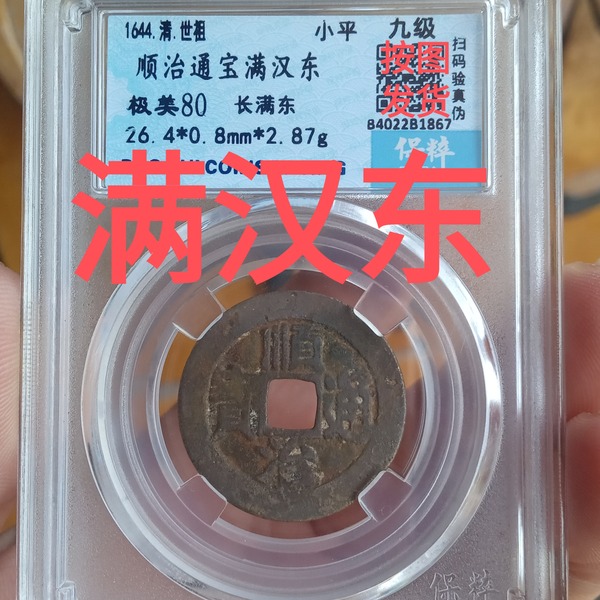 1644.清.世祖 小平 九级
顺治通宝满汉东
极美80 长满东
26.4*0.8mm*2.87g
扫码验真伪
按图
发货
B4022B1867
保粹
满汉东
顺治通宝
保粹